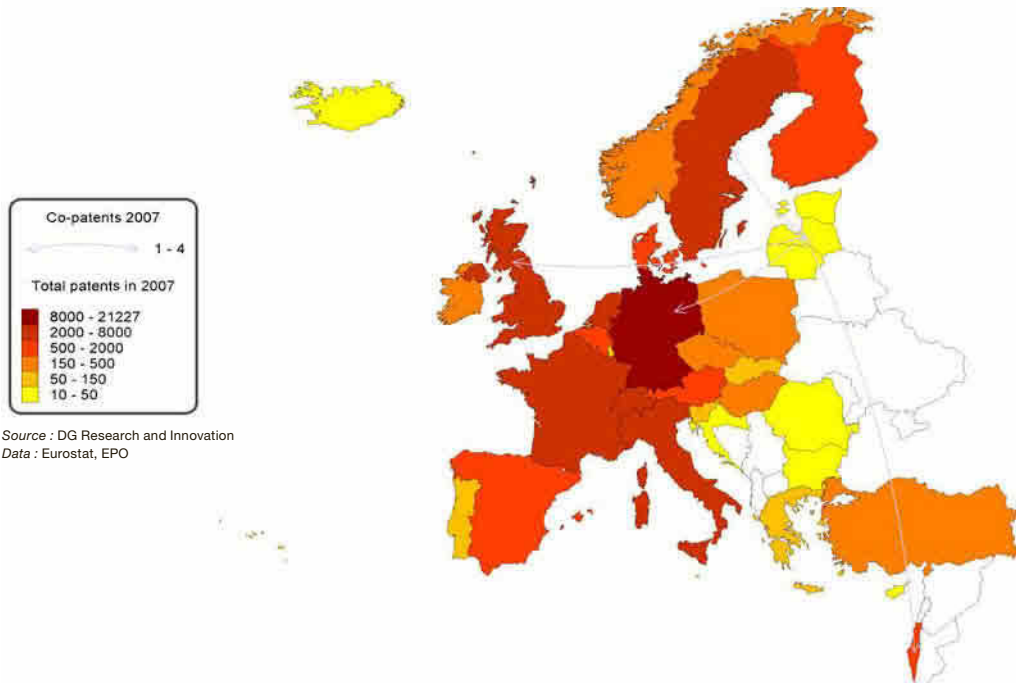 Co-patents 2007
1 - 4
Total patents in 2007
8000 - 21227
2000 - 8000
500 - 2000
150 - 500
50 - 150
10 - 50
Source : DG Research and Innovation
Data : Eurostat, EPO